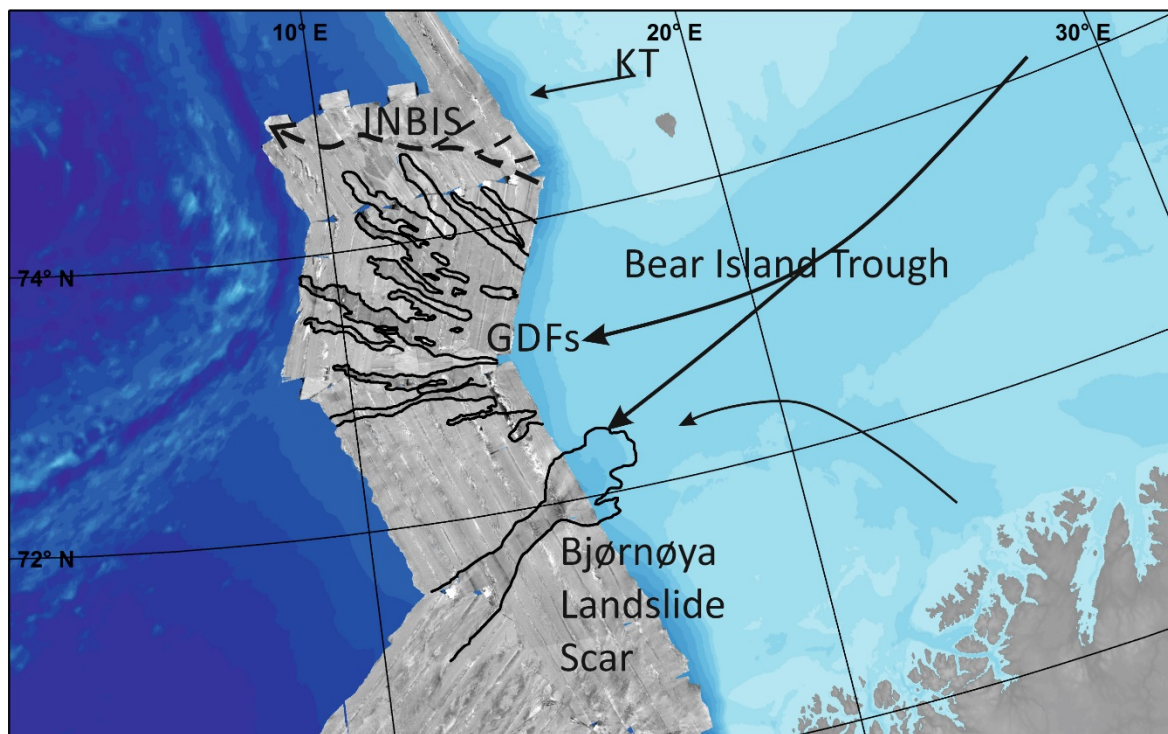 10° E
20° E
30° E
KT
INBIS
Bear Island Trough
74° N
GDFs
72° N
Bjørnøya
Landslide
Scar